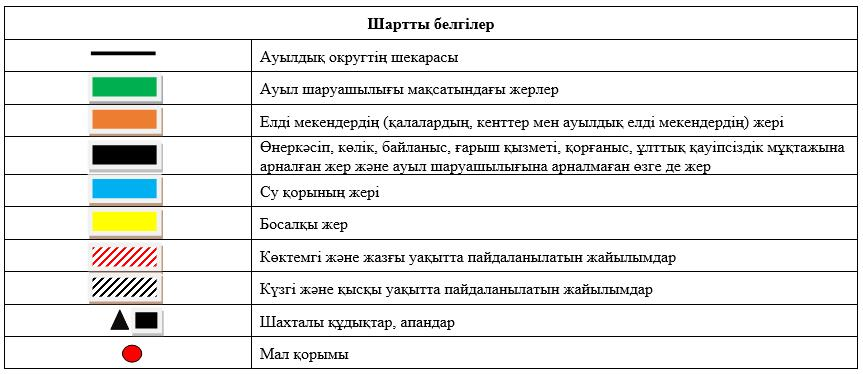 Шартты белгілер
Ауылдық округтің шекарасы
Ауыл шаруашылығы мақсатындағы жерлер
Елді мекендердің (қалалардың, кенттер мен ауылдық елді мекендердің) жері
Өнеркәсіп, көлік, байланыс, ғарыш қызметі, қорғаныс, ұлттық қауіпсіздік мұқтажына
арналған жер және ауыл шаруашылығына арналмаған өзге де жер
Су қорының жері
Босалқы жер
Көктемгі және жазғы уақытта пайдаланылатын жайылымдар
Күзгі және қысқы уақытта пайдаланылатын жайылымдар
Шахталы құдықтар, апандар
Мал қорымы